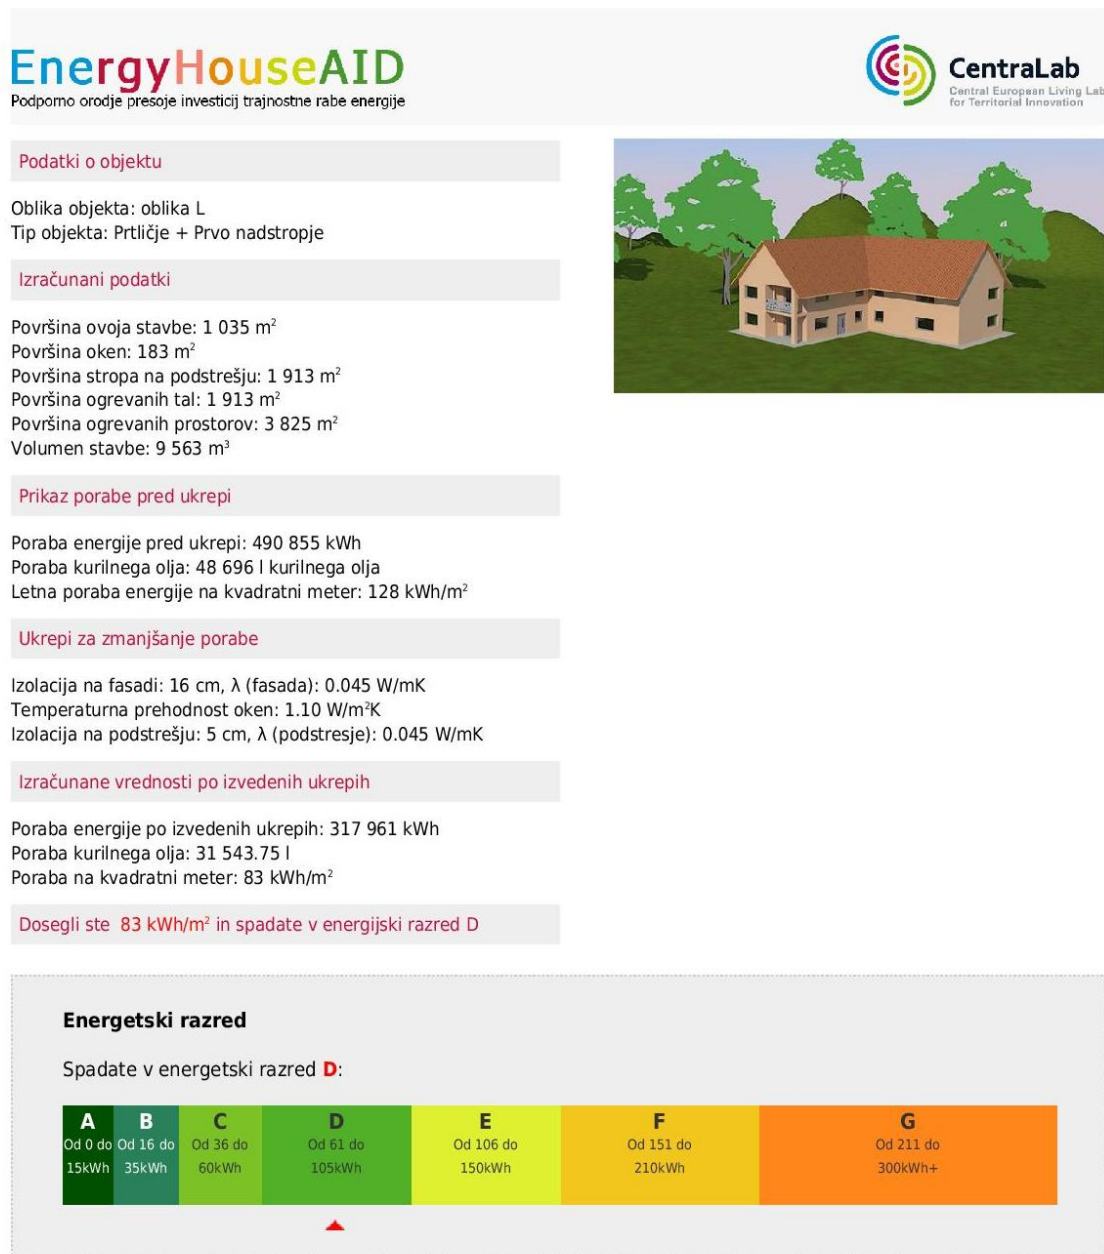 EnergyHouseAID
Podporno orodje presoje investicij trajnostne rabe energije
CentraLab
Central European Living Lab
for Territorial Innovation
Podatki o objektu
Oblika objekta: oblika L
Tip objekta: Prtličje + Prvo nadstropje
Izračunani podatki
Površina ovoja stavbe: 1 035 m²
Površina oken: 183 m²
Površina stropa na podstrešju: 1 913 m²
Površina ogrevanih tal: 1 913 m²
Površina ogrevanih prostorov: 3 825 m²
Volumen stavbe: 9 563 m³
Prikaz porabe pred ukrepi
Poraba energije pred ukrepi: 490 855 kWh
Poraba kurilnega olja: 48 696 l kurilnega olja
Letna poraba energije na kvadratni meter: 128 kWh/m²
Ukrepi za zmanjšanje porabe
Izolacija na fasadi: 16 cm, λ (fasada): 0.045 W/mK
Temperaturna prehodnost oken: 1.10 W/m²K
Izolacija na podstrešju: 5 cm, λ (podstresje): 0.045 W/mK
Izračunane vrednosti po izvedenih ukrepih
Poraba energije po izvedenih ukrepih: 317 961 kWh
Poraba kurilnega olja: 31 543.75 l
Poraba na kvadratni meter: 83 kWh/m²
Dosegli ste 83 kWh/m² in spadate v energijski razred D
Energetski razred
Spadate v energetski razred D:
A B C D E F G
Od 0 do Od 16 do Od 36 do Od 61 do Od 106 do Od 151 do Od 211 do
15kWh 35kWh 60kWh 105kWh 150kWh 210kWh 300kWh+